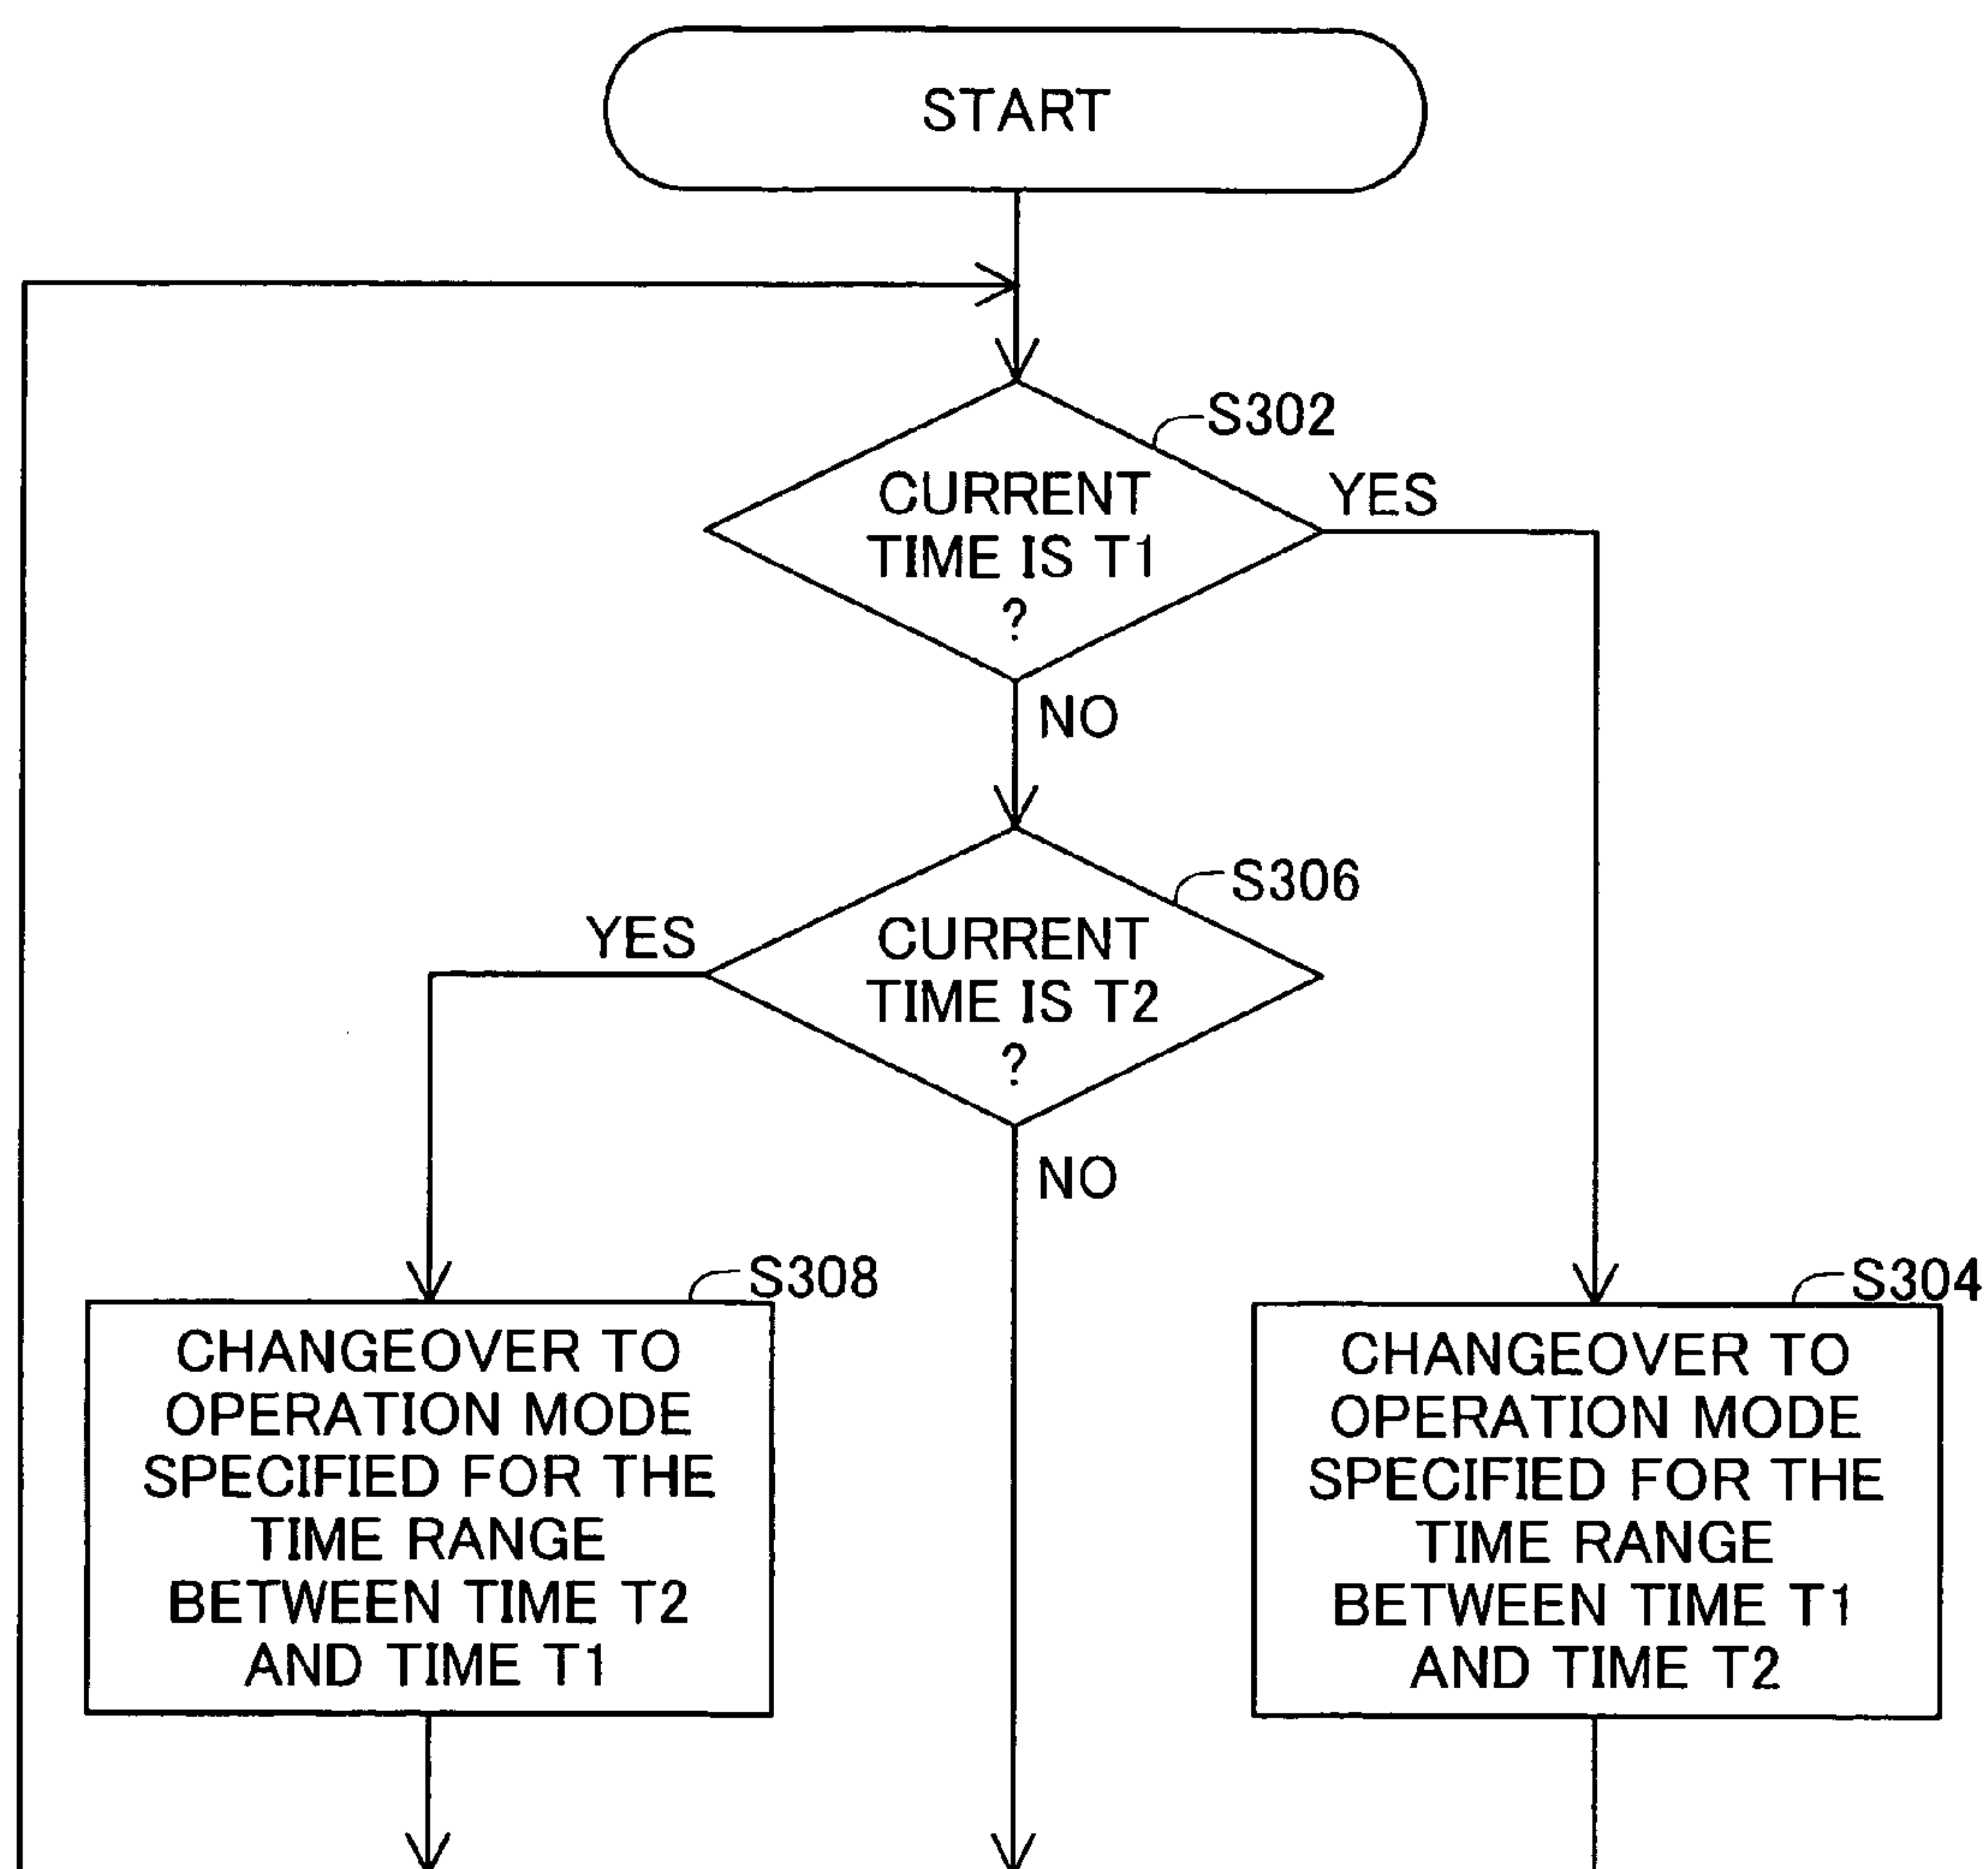 START
S302
CURRENT
TIME IS T1
?
YES
NO
S306
CURRENT
TIME IS T2
?
YES
NO
S308
CHANGEOVER TO
OPERATION MODE
SPECIFIED FOR THE
TIME RANGE
BETWEEN TIME T2
AND TIME T1
S304
CHANGEOVER TO
OPERATION MODE
SPECIFIED FOR THE
TIME RANGE
BETWEEN TIME T1
AND TIME T2